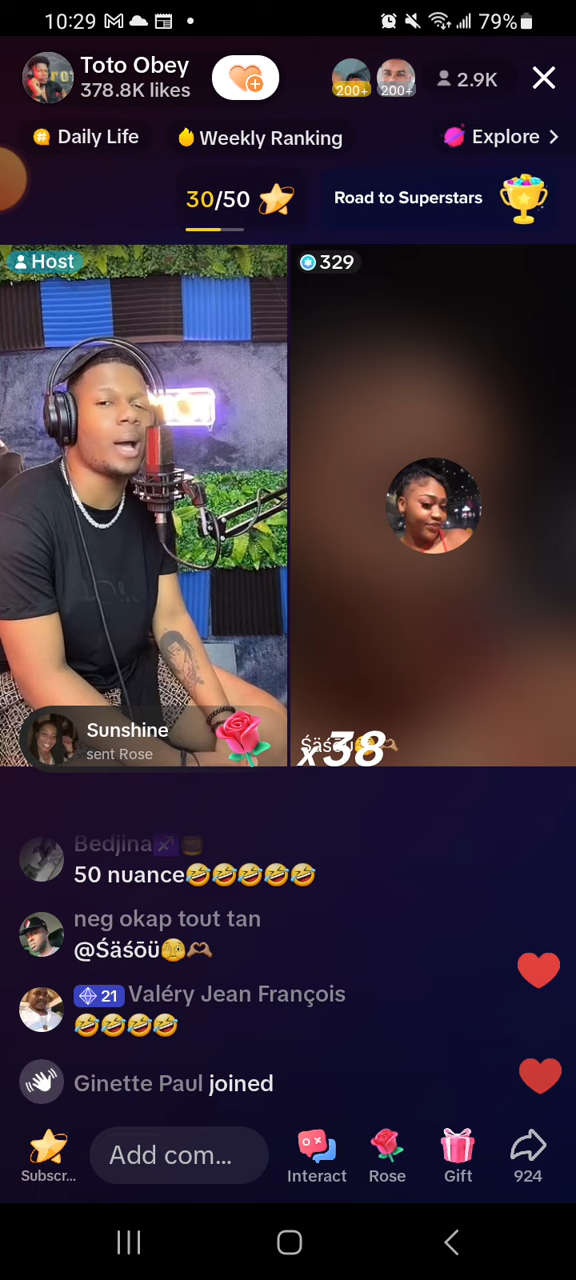 10:29
79%
Toto Obey
378.8K likes
200+
200+
2.9K
Daily Life
Weekly Ranking
Explore
30/50
Road to Superstars
Host
329
Sunshine
sent Rose
x38
Bedjina
50 nuance🤣🤣🤣🤣🤣
neg okap tout tan
@Śäśõü🫣🫶🏽
21 Valéry Jean François
🤣🤣🤣🤣
Ginette Paul joined
Subscr...
Add com...
Interact
Rose
Gift
924